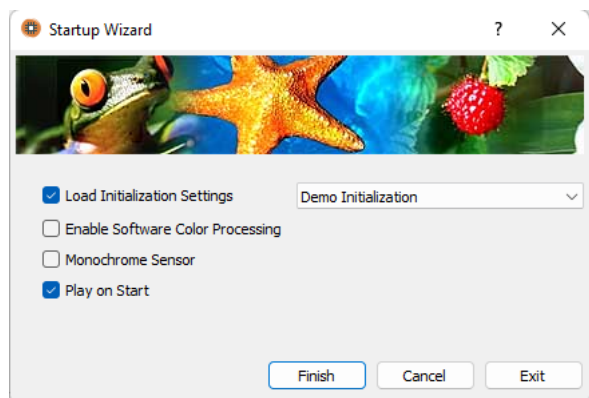 Startup Wizard ?
Load Initialization Settings Demo Initialization
Enable Software Color Processing
Monochrome Sensor
Play on Start
Finish Cancel Exit